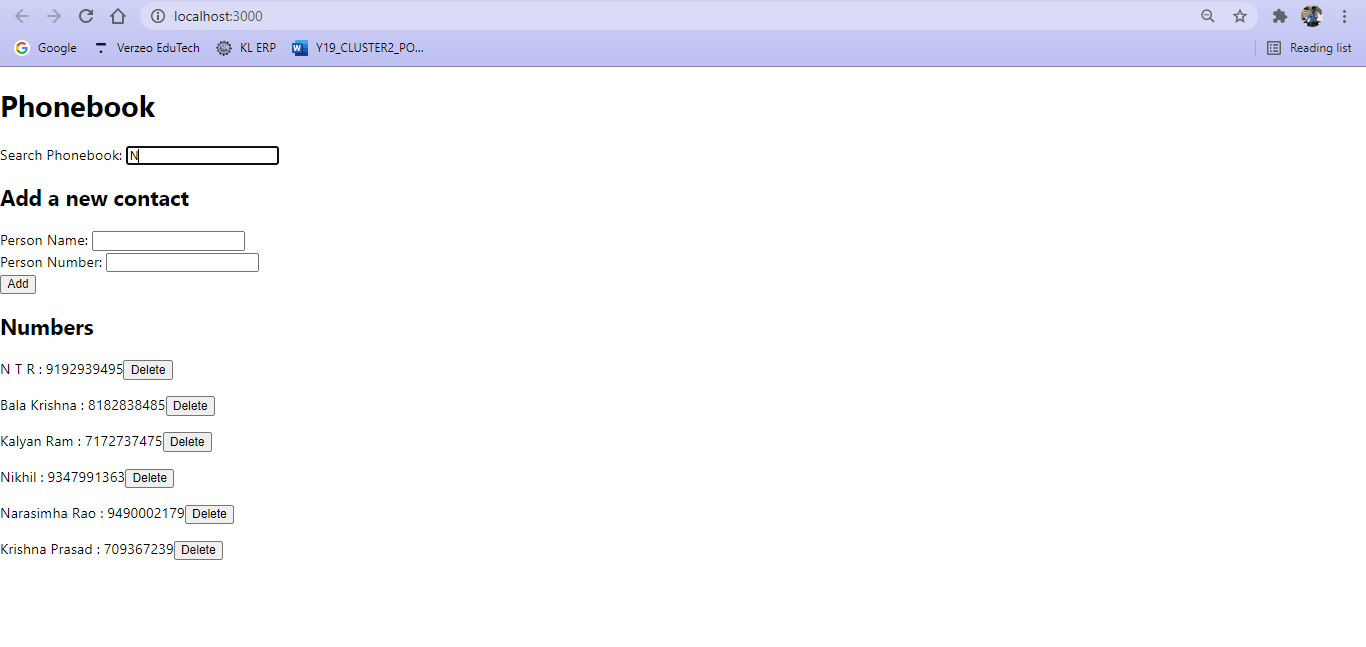 localhost:3000
Google Verzeo EduTech KL ERP Y19_CLUSTER2_PO... Reading list
Phonebook
Search Phonebook: N
Add a new contact
Person Name:
Person Number:
Add
Numbers
N T R : 9192939495 Delete
Bala Krishna : 8182838485 Delete
Kalyan Ram : 7172737475 Delete
Nikhil : 9347991363 Delete
Narasimha Rao : 9490002179 Delete
Krishna Prasad : 709367239 Delete